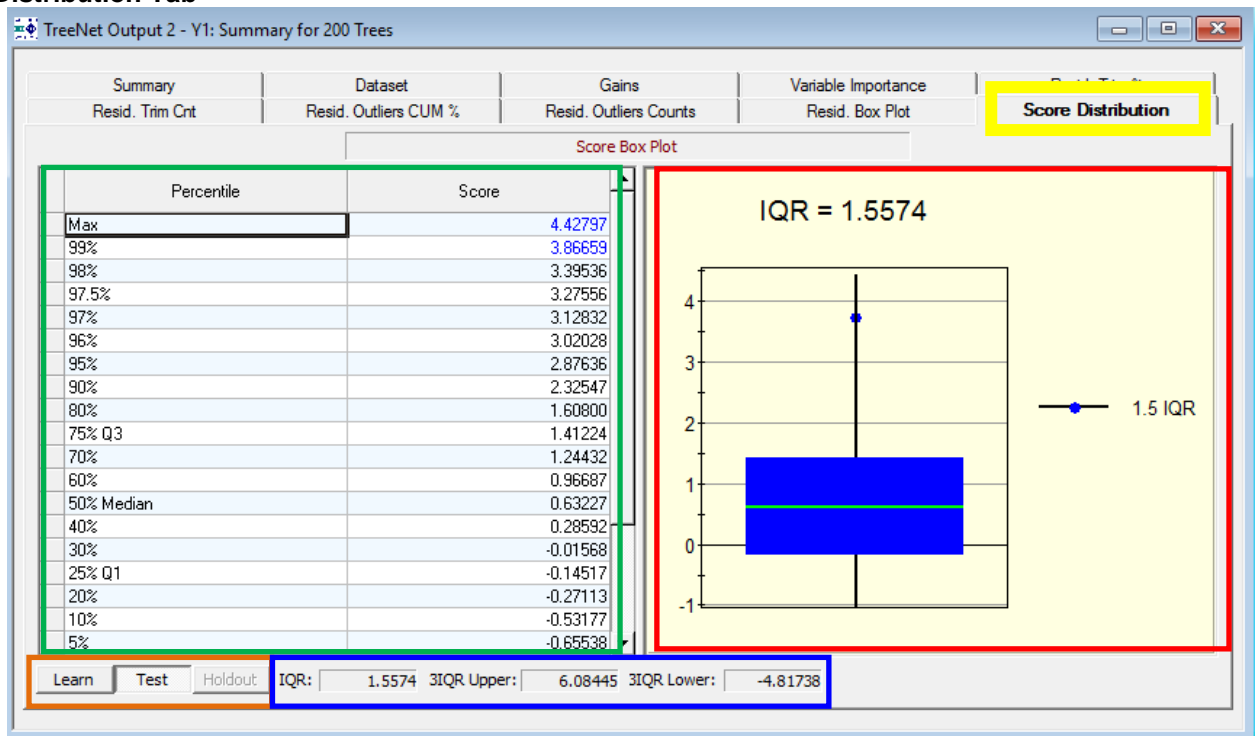 Distribution Tab
TreeNet Output 2 - Y1: Summary for 200 Trees
Summary Dataset Gains Variable Importance
Resid. Trim Cnt Resid. Outliers CUM % Resid. Outliers Counts Resid. Box Plot Score Distribution
Score Box Plot
Percentile Score
Max 4.42797
99% 3.86659
98% 3.39536
97.5% 3.27556
97% 3.12832
96% 3.02028
95% 2.87636
90% 2.32547
80% 1.60800
75% Q3 1.41224
70% 1.24432
60% 0.96687
50% Median 0.63227
40% 0.28592
30% -0.01568
25% Q1 -0.14517
20% -0.27113
10% -0.53177
5% -0.65538
IQR = 1.5574
4
3
2
1
0
-1
1.5 IQR
Learn Test Holdout IQR: 1.5574 3IQR Upper: 6.08445 3IQR Lower: -4.81738